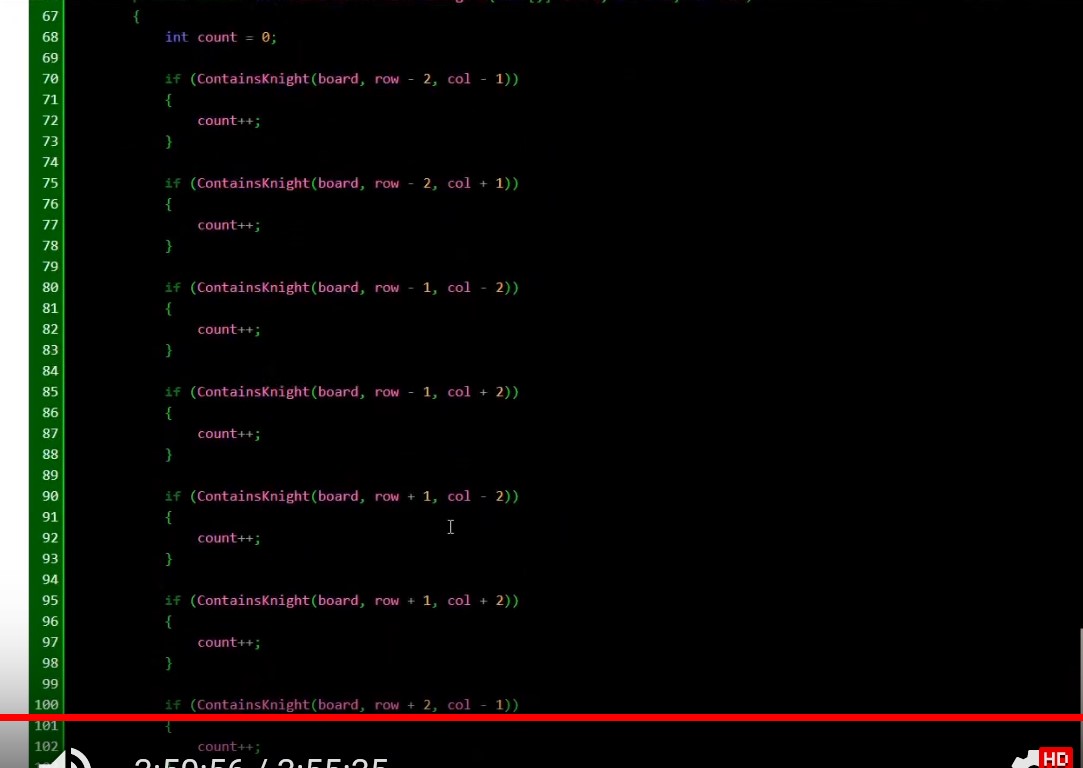 67 {
68 int count = 0;
69
70 if (ContainsKnight(board, row - 2, col - 1))
71 {
72 count++;
73 }
74
75 if (ContainsKnight(board, row - 2, col + 1))
76 {
77 count++;
78 }
79
80 if (ContainsKnight(board, row - 1, col - 2))
81 {
82 count++;
83 }
84
85 if (ContainsKnight(board, row - 1, col + 2))
86 {
87 count++;
88 }
89
90 if (ContainsKnight(board, row + 1, col - 2))
91 {
92 count++;
93 }
94
95 if (ContainsKnight(board, row + 1, col + 2))
96 {
97 count++;
98 }
99
100 if (ContainsKnight(board, row + 2, col - 1))
101 {
102 count++;
HD